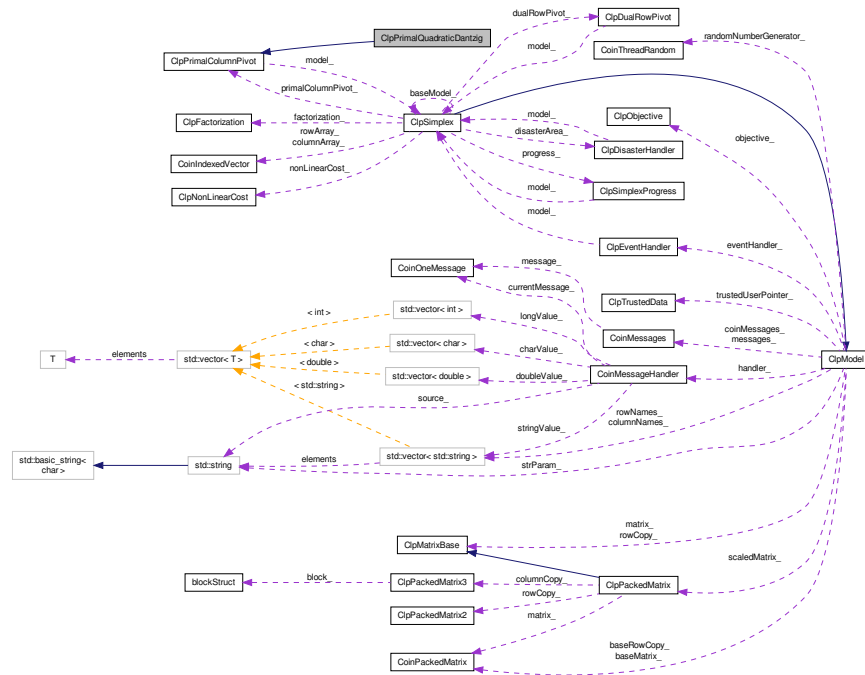 ClpPrimalQuadraticDantzig
dualRowPivot_
ClpDualRowPivot
randomNumberGenerator_
ClpPrimalColumnPivot
model_
model_
CoinThreadRandom
primalColumnPivot_
baseModel_
ClpFactorization
factorization_
ClpSimplex
model_
ClpObjective
rowArray_
columnArray_
disasterArea_
objective_
CoinIndexedVector
progress_
ClpDisasterHandler
nonLinearCost_
ClpNonLinearCost
model_
ClpSimplexProgress
model_
ClpEventHandler
eventHandler_
CoinOneMessage
message_
currentMessage_
ClpTrustedData
trustedUserPointer_
< int >
std::vector< int >
longValue_
CoinMessages
coinMessages_
messages_
T
elements
std::vector< T >
< char >
std::vector< char >
charValue_
ClpModel
< double >
std::vector< double >
doubleValue_
CoinMessageHandler
handler_
< std::string >
source_
rowNames_
columnNames_
stringValue_
std::basic_string<
char >
std::string
elements
std::vector< std::string >
strParam_
ClpMatrixBase
matrix_
rowCopy_
scaledMatrix_
blockStruct
block_
ClpPackedMatrix3
columnCopy_
ClpPackedMatrix
rowCopy_
ClpPackedMatrix2
matrix_
CoinPackedMatrix
baseRowCopy_
baseMatrix_